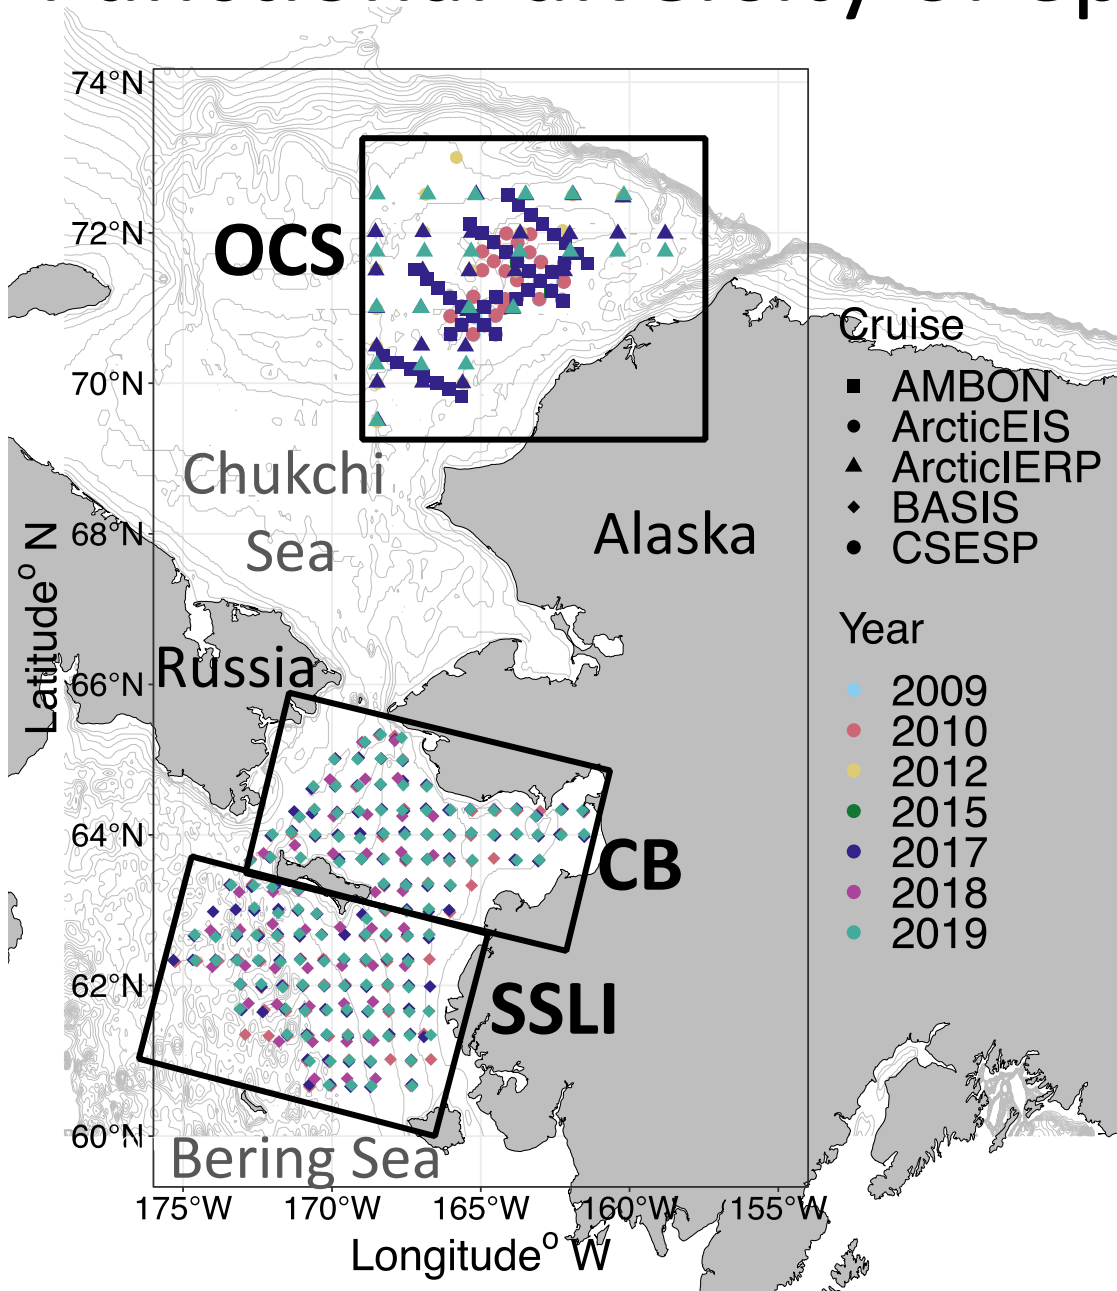 74°N
72°N
70°N
68°N
66°N
64°N
62°N
60°N
Latitude° N
OCS
Chukchi
Sea
Alaska
Russia
CB
SSLI
Bering Sea
175°W 170°W 165°W 160°W 155°W
Longitude° W
Cruise
AMBON
ArcticEIS
ArcticIERP
BASIS
CSESP
Year
2009
2010
2012
2015
2017
2018
2019